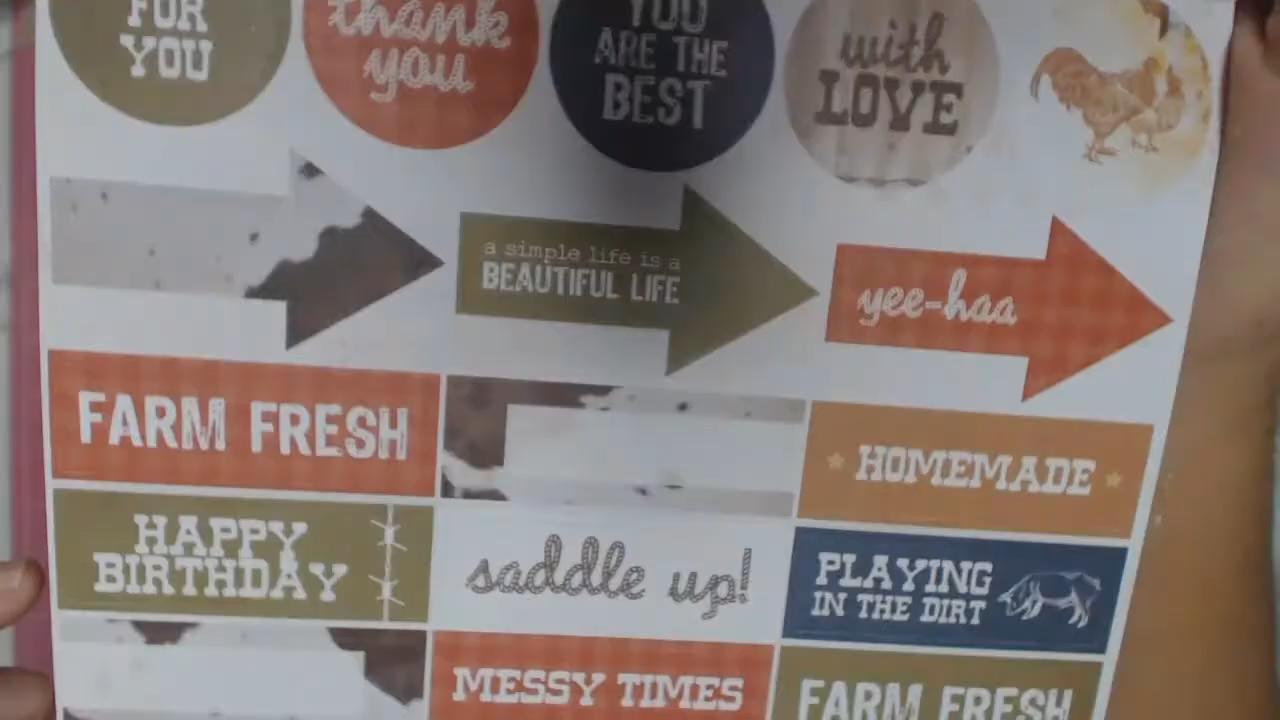 FOR
YOU
thank
you
YOU
ARE THE
BEST
with
LOVE
a simple life is a
BEAUTIFUL LIFE
yee-haa
FARM FRESH
HOMEMADE
HAPPY
BIRTHDAY
saddle up!
PLAYING
IN THE DIRT
MESSY TIMES
FARM FRESH